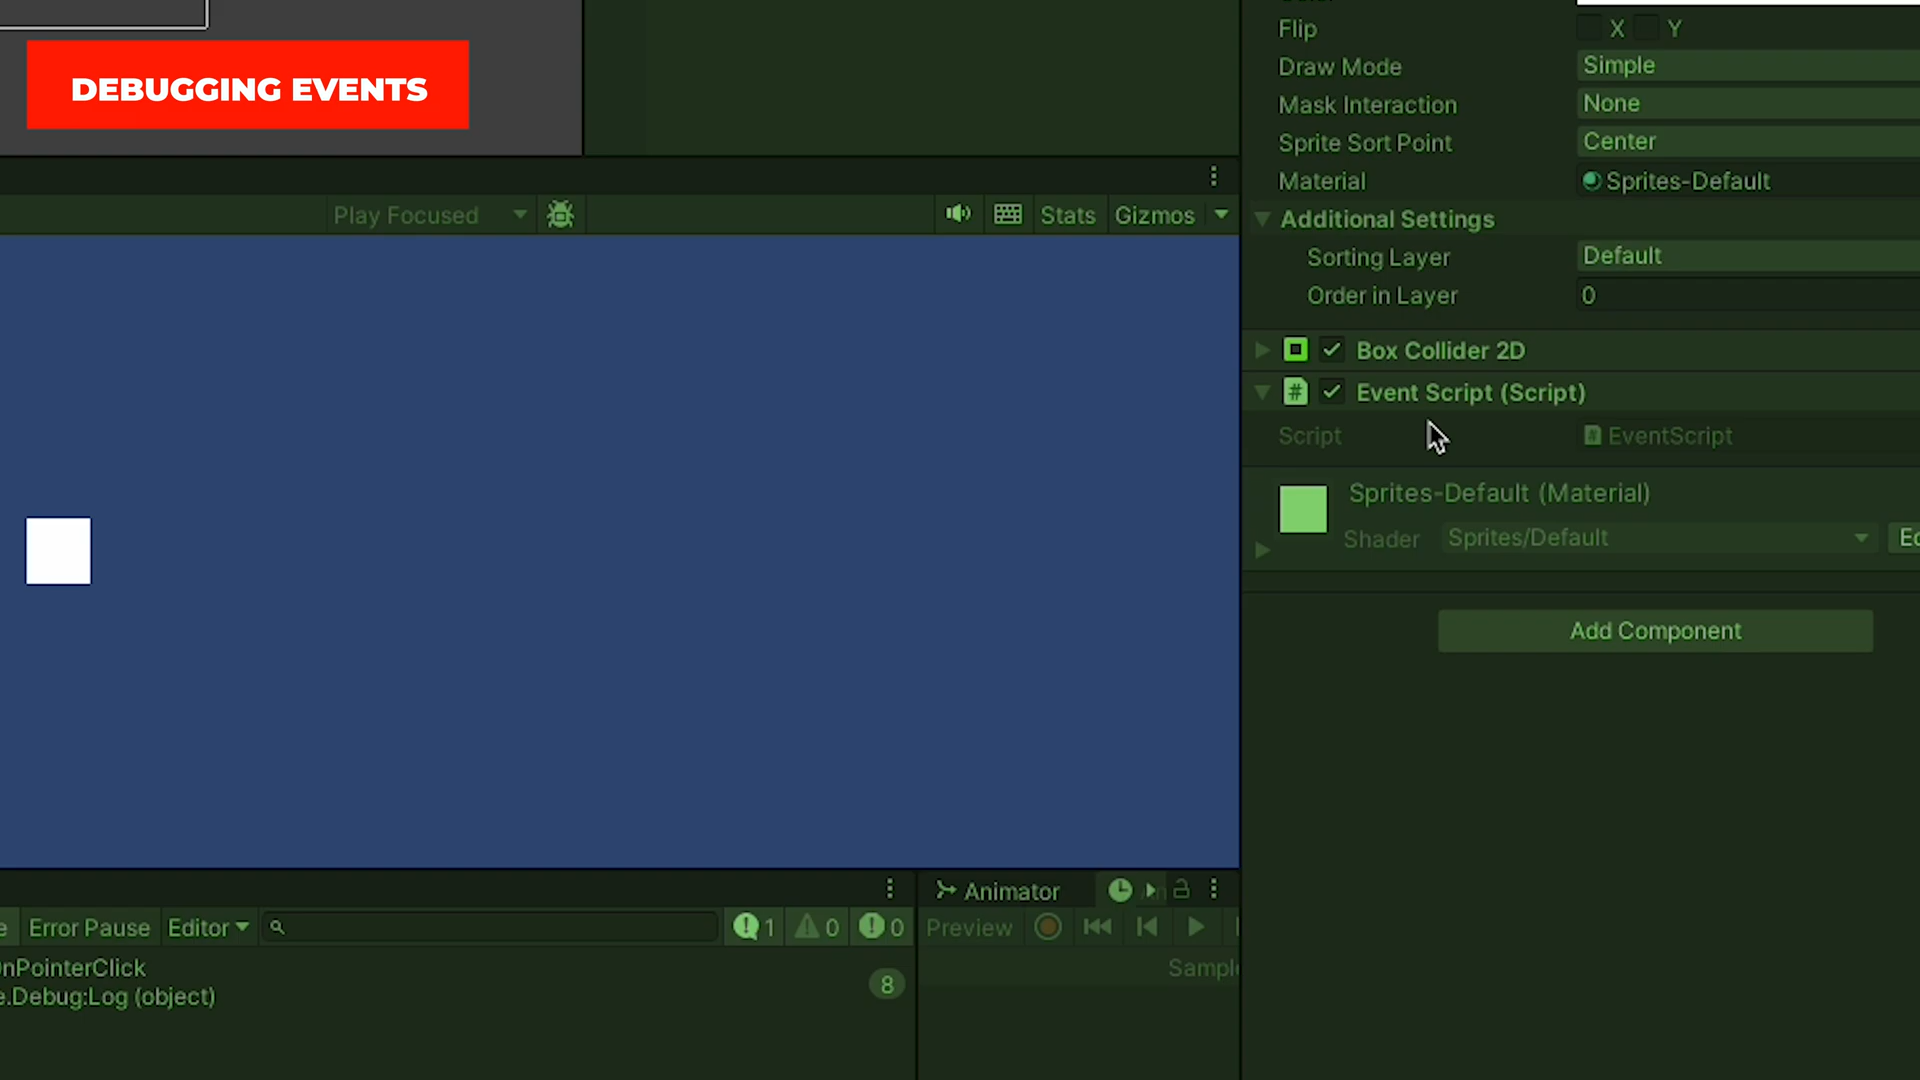 DEBUGGING EVENTS
Play Focused
Stats
Gizmos
Flip
X
Y
Draw Mode
Simple
Mask Interaction
None
Sprite Sort Point
Center
Material
Sprites-Default
Additional Settings
Sorting Layer
Default
Order in Layer
0
Box Collider 2D
# Event Script (Script)
Script
EventScript
Sprites-Default (Material)
Shader
Sprites/Default
Add Component
Error Pause
Editor
1
0
0
nPointerClick
e.Debug:Log (object)
8
Animator
Preview
Sampl